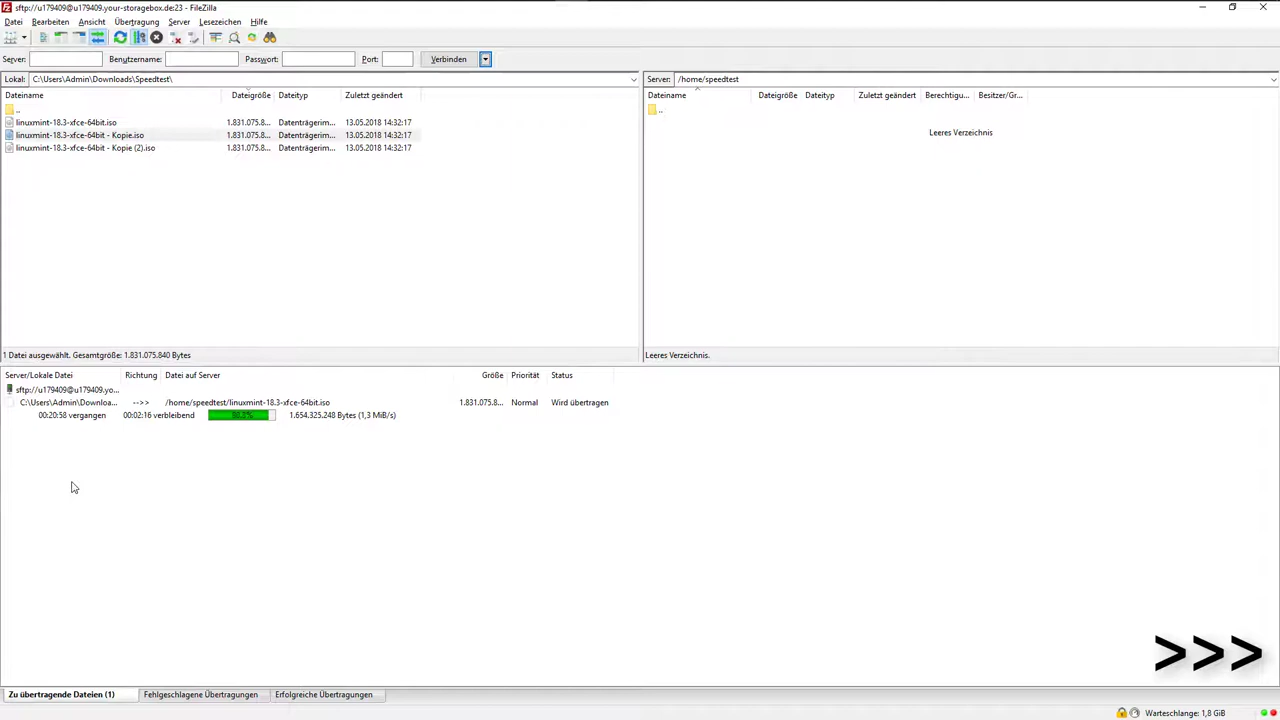 sftp://u179409@u179409.your-storagebox.de:23 - FileZilla
Datei Bearbeiten Ansicht Übertragung Server Lesezeichen Hilfe
Server: Benutzername: Passwort: Port: Verbinden
Lokal: C:\Users\Admin\Downloads\Speedtest\
Dateiname Dateigröße Dateityp Zuletzt geändert
..
linuxmint-18.3-xfce-64bit.iso 1.831.075.8... Datenträgerim... 13.05.2018 14:32:17
linuxmint-18.3-xfce-64bit - Kopie.iso 1.831.075.8... Datenträgerim... 13.05.2018 14:32:17
linuxmint-18.3-xfce-64bit - Kopie (2).iso 1.831.075.8... Datenträgerim... 13.05.2018 14:32:17
1 Datei ausgewählt. Gesamtgröße: 1.831.075.840 Bytes
Server: /home/speedtest
Dateiname Dateigröße Dateityp Zuletzt geändert Berechtigu... Besitzer/Gr...
..
Leeres Verzeichnis
Leeres Verzeichnis.
Server/Lokale Datei Richtung Datei auf Server Größe Priorität Status
sftp://u179409@u179409.yo...
C:\Users\Admin\Downloa... -->> /home/speedtest/linuxmint-18.3-xfce-64bit.iso 1.831.075.8... Normal Wird übertragen
00:20:58 vergangen 00:02:16 verbleibend 1.654.325.248 Bytes (1,3 MiB/s)
>>>
Zu übertragende Dateien (1) Fehlgeschlagene Übertragungen Erfolgreiche Übertragungen
Warteschlange: 1,8 GiB